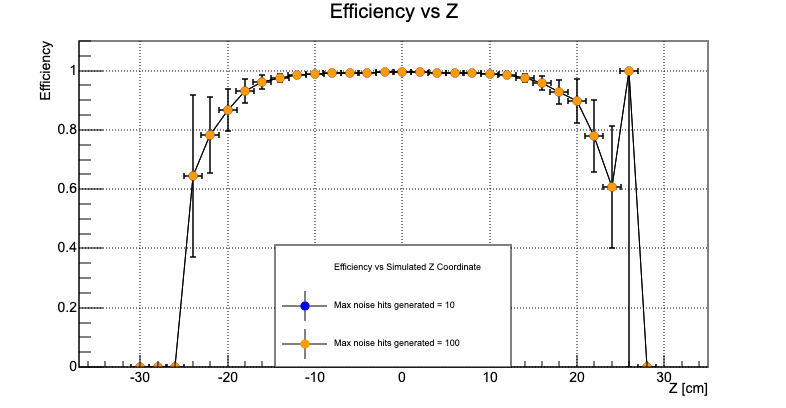 Efficiency vs Z
Efficiency
1
0.8
0.6
0.4
0.2
0
Efficiency vs Simulated Z Coordinate
Max noise hits generated = 10
Max noise hits generated = 100
-30 -20 -10 0 10 20 30
Z [cm]